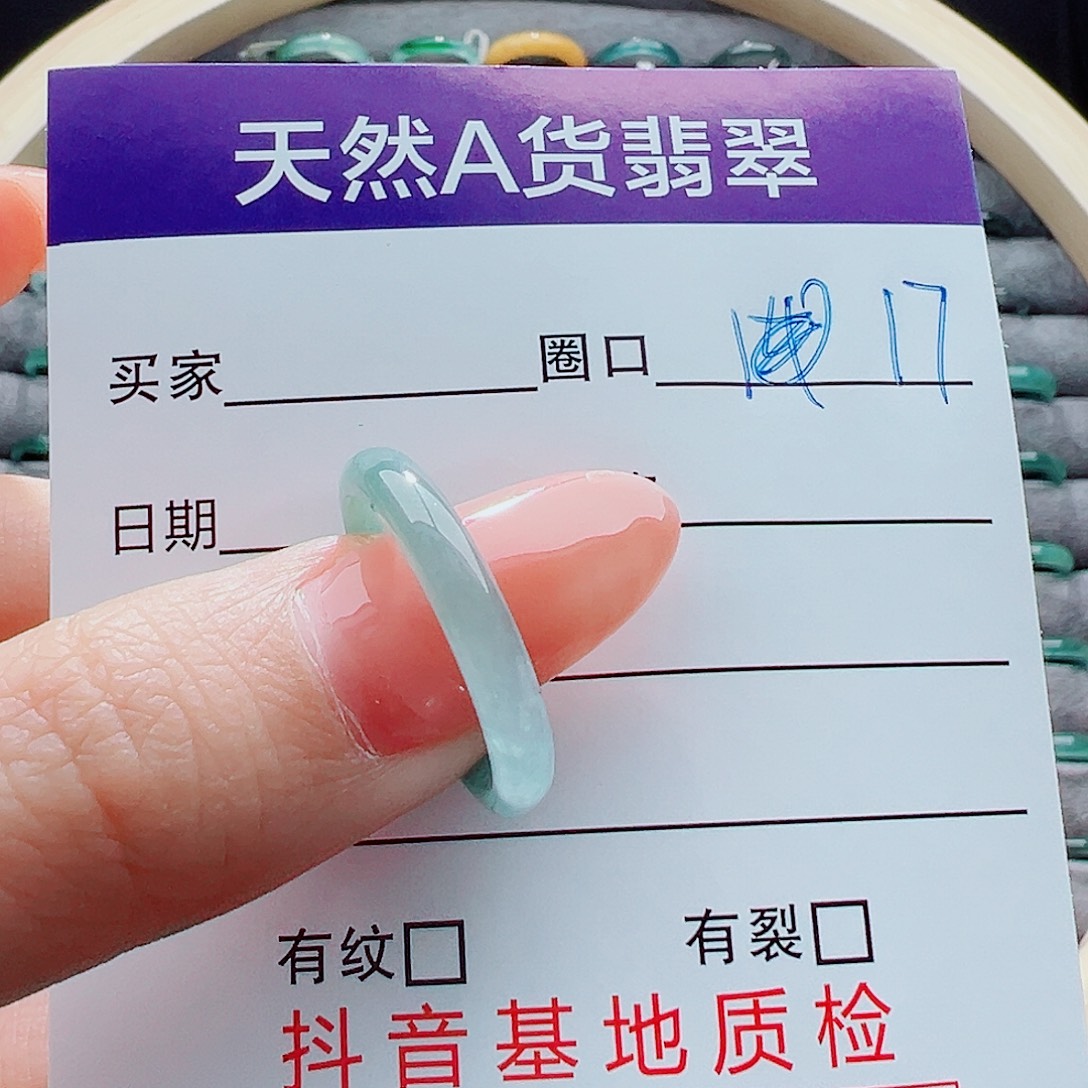 天然A货翡翠
买家 圈口 17
日期
有纹□ 有裂□
抖音基地质检